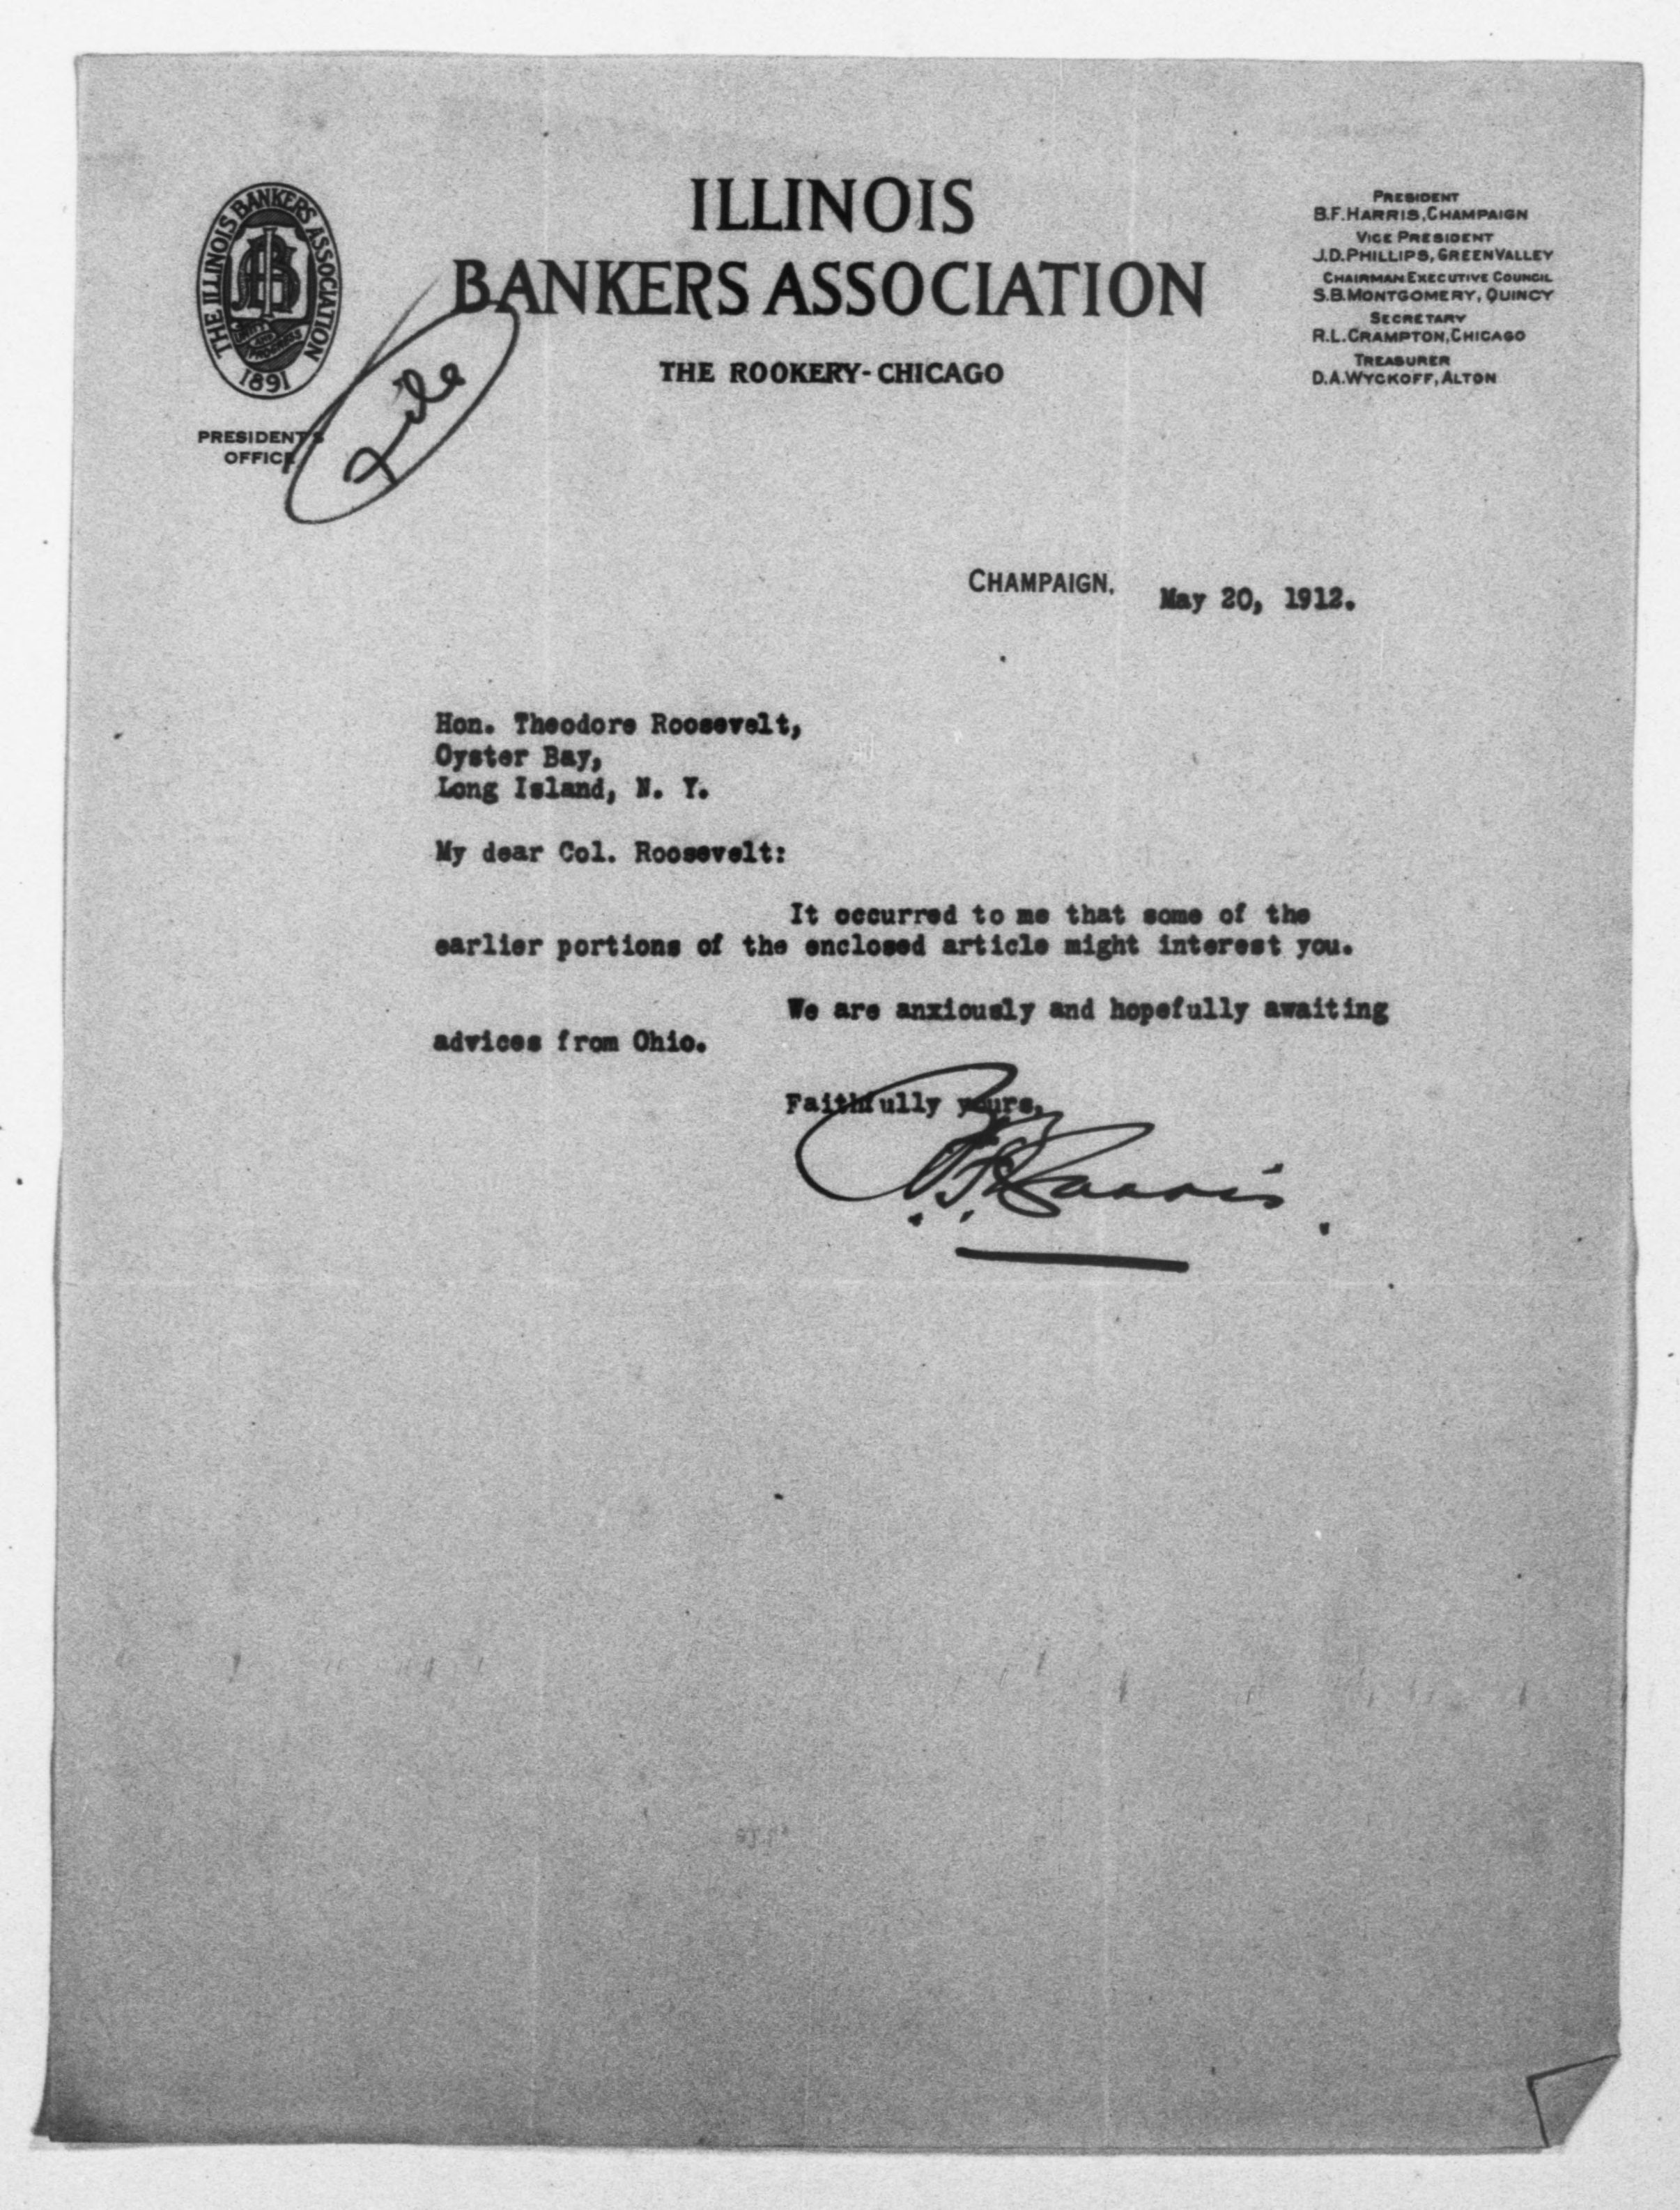 THE ILLINOIS BANKERS ASSOCIATION
1891
PRESIDENT'S
OFFICE
File
ILLINOIS
BANKERS ASSOCIATION
THE ROOKERY-CHICAGO
PRESIDENT
B.F. HARRIS, CHAMPAIGN
VICE PRESIDENT
J.D. PHILLIPS, GREEN VALLEY
CHAIRMAN EXECUTIVE COUNCIL
S.B. MONTGOMERY, QUINCY
SECRETARY
R.L. CRAMPTON, CHICAGO
TREASURER
D.A. WYCKOFF, ALTON
CHAMPAIGN. May 20, 1912.
Hon. Theodore Roosevelt,
Oyster Bay,
Long Island, N. Y.
My dear Col. Roosevelt:
It occurred to me that some of the
earlier portions of the enclosed article might interest you.
We are anxiously and hopefully awaiting
advices from Ohio.
Faithfully yours,
B. F. Harris.